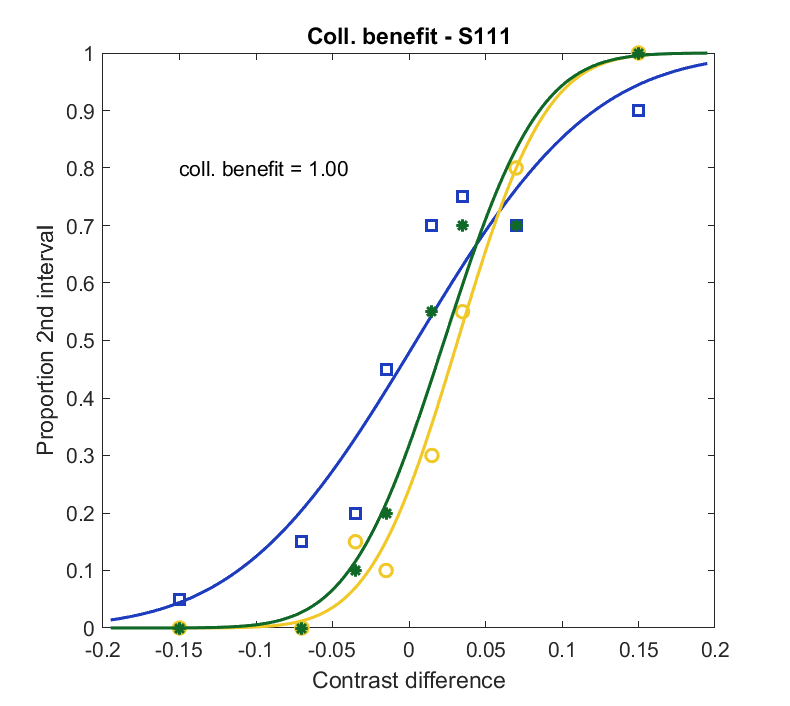 Coll. benefit - S111
1
0.9
0.8
0.7
0.6
0.5
0.4
0.3
0.2
0.1
0
coll. benefit = 1.00
Proportion 2nd interval
-0.2 -0.15 -0.1 -0.05 0 0.05 0.1 0.15 0.2
Contrast difference